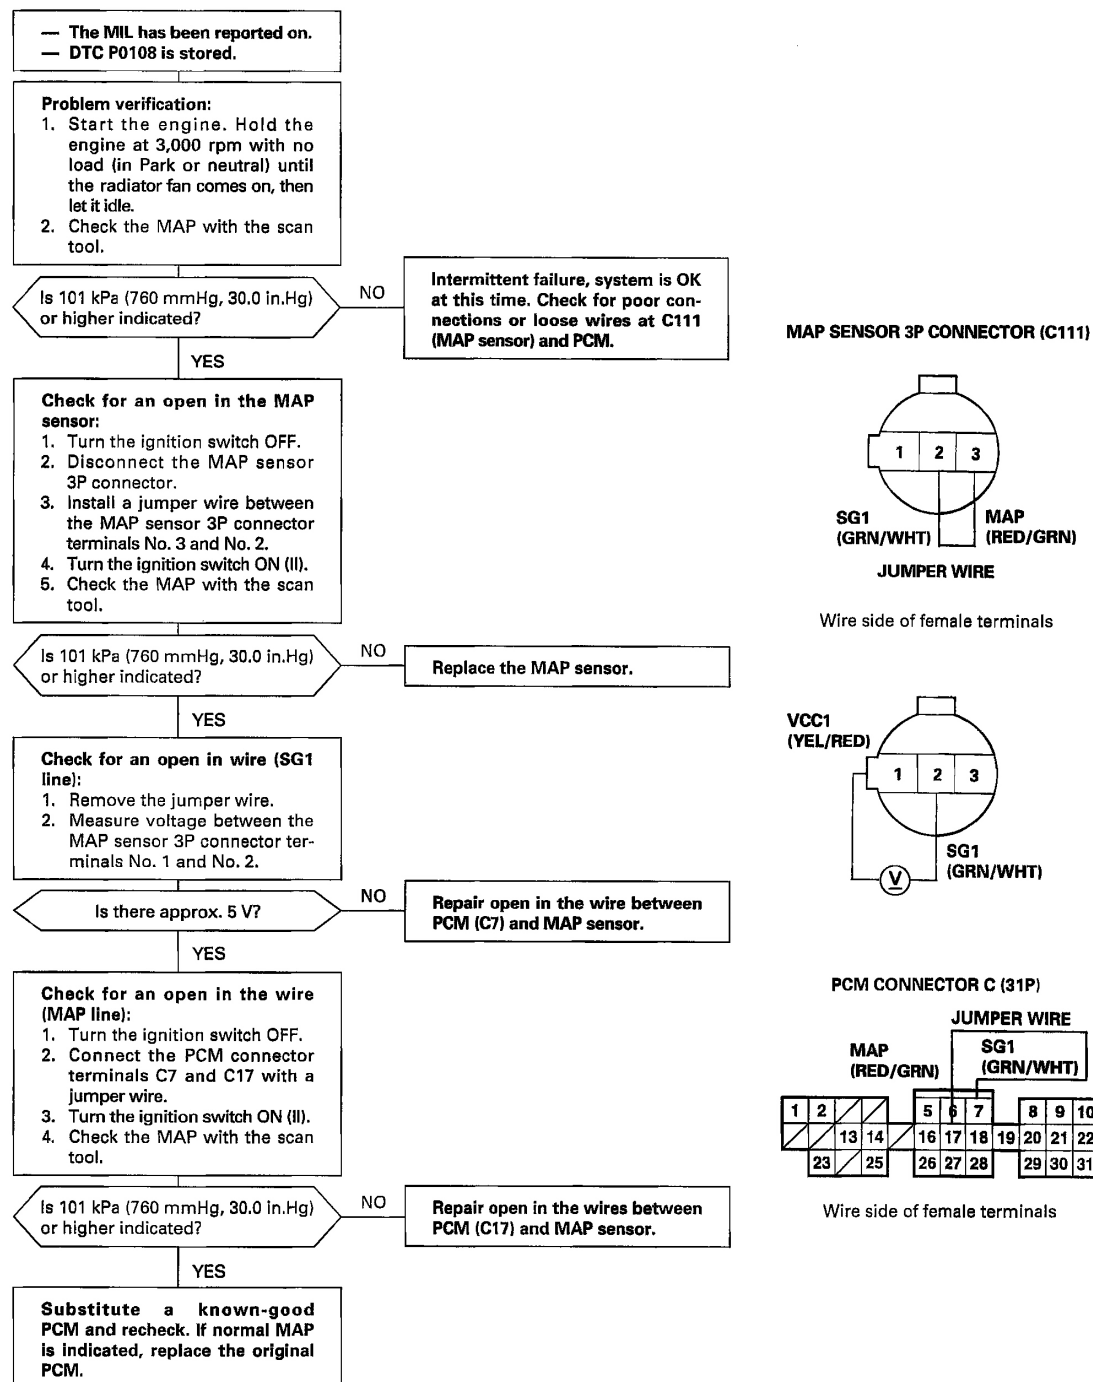 — The MIL has been reported on.
— DTC P0108 is stored.
Problem verification:
1. Start the engine. Hold the
engine at 3,000 rpm with no
load (in Park or neutral) until
the radiator fan comes on, then
let it idle.
2. Check the MAP with the scan
tool.
Is 101 kPa (760 mmHg, 30.0 in.Hg)
or higher indicated?
NO
Intermittent failure, system is OK
at this time. Check for poor con-
nections or loose wires at C111
(MAP sensor) and PCM.
YES
Check for an open in the MAP
sensor:
1. Turn the ignition switch OFF.
2. Disconnect the MAP sensor
3P connector.
3. Install a jumper wire between
the MAP sensor 3P connector
terminals No. 3 and No. 2.
4. Turn the ignition switch ON (II).
5. Check the MAP with the scan
tool.
Is 101 kPa (760 mmHg, 30.0 in.Hg)
or higher indicated?
NO
Replace the MAP sensor.
YES
Check for an open in wire (SG1
line):
1. Remove the jumper wire.
2. Measure voltage between the
MAP sensor 3P connector ter-
minals No. 1 and No. 2.
Is there approx. 5 V?
NO
Repair open in the wire between
PCM (C7) and MAP sensor.
YES
Check for an open in the wire
(MAP line):
1. Turn the ignition switch OFF.
2. Connect the PCM connector
terminals C7 and C17 with a
jumper wire.
3. Turn the ignition switch ON (II).
4. Check the MAP with the scan
tool.
Is 101 kPa (760 mmHg, 30.0 in.Hg)
or higher indicated?
NO
Repair open in the wires between
PCM (C17) and MAP sensor.
YES
Substitute a known-good
PCM and recheck. If normal MAP
is indicated, replace the original
PCM.
MAP SENSOR 3P CONNECTOR (C111)
1 2 3
SG1
(GRN/WHT)
MAP
(RED/GRN)
JUMPER WIRE
Wire side of female terminals
VCC1
(YEL/RED)
1 2 3
SG1
(GRN/WHT)
V
PCM CONNECTOR C (31P)
JUMPER WIRE
MAP
(RED/GRN)
SG1
(GRN/WHT)
1 2 5 6 7 8 9 10
13 14 16 17 18 19 20 21 22
23 25 26 27 28 29 30 31
Wire side of female terminals